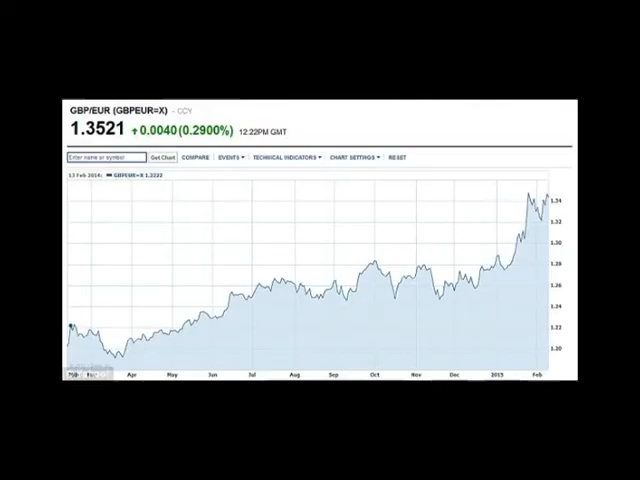 GBP/EUR (GBPEUR=X) - CCY
1.3521 0.0040(0.2900%) 12:22PM GMT
Enter name or symbol Get Chart COMPARE EVENTS TECHNICAL INDICATORS CHART SETTINGS RESET
13 Feb 2014: GBPEUR=X 1.2222
1.34
1.32
1.30
1.28
1.26
1.24
1.22
1.20
Apr May Jun Jul Aug Sep Oct Nov Dec 2015 Feb